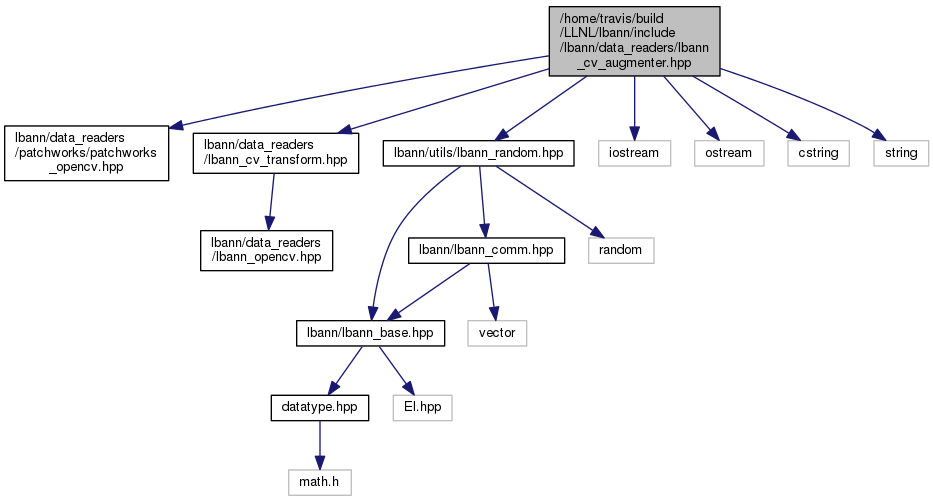 /home/travis/build
/LLNL/lbann/include
/lbann/data_readers/lbann
_cv_augmenter.hpp
lbann/data_readers
/patchworks/patchworks
_opencv.hpp
lbann/data_readers
/lbann_cv_transform.hpp
lbann/utils/lbann_random.hpp
iostream
ostream
cstring
string
lbann/data_readers
/lbann_opencv.hpp
lbann/lbann_comm.hpp
random
lbann/lbann_base.hpp
vector
datatype.hpp
El.hpp
math.h